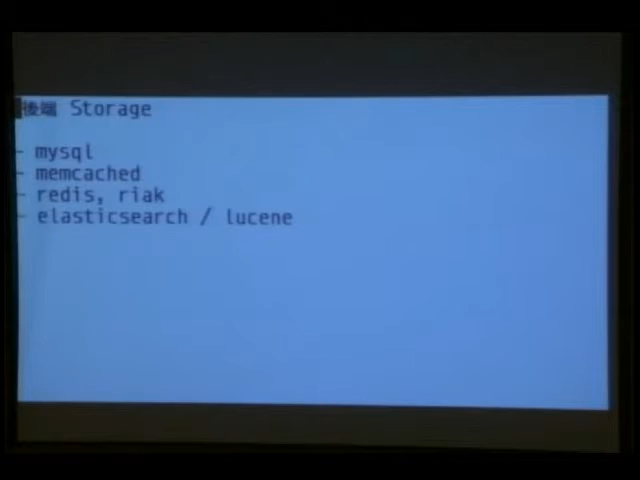 後端 Storage
- mysql
- memcached
- redis, riak
- elasticsearch / lucene